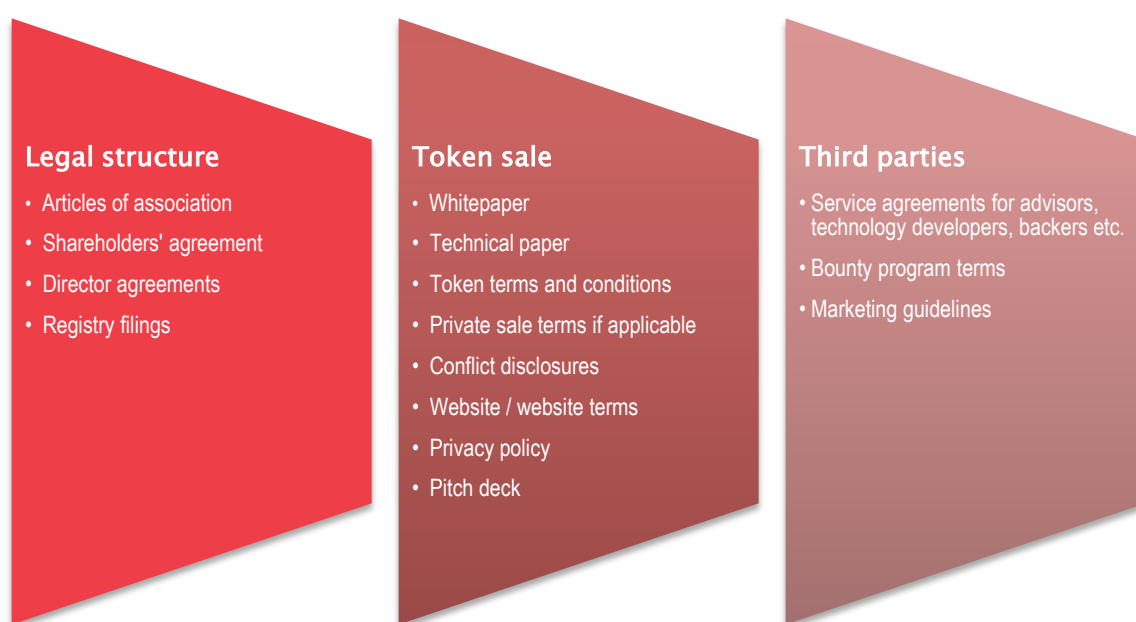 Legal structure
• Articles of association
• Shareholders' agreement
• Director agreements
• Registry filings
Token sale
• Whitepaper
• Technical paper
• Token terms and conditions
• Private sale terms if applicable
• Conflict disclosures
• Website / website terms
• Privacy policy
• Pitch deck
Third parties
• Service agreements for advisors,
technology developers, backers etc.
• Bounty program terms
• Marketing guidelines